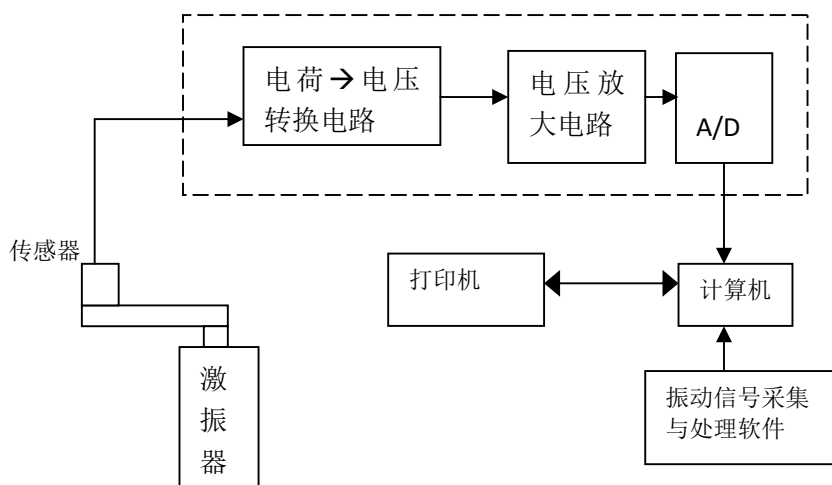 电荷→电压
转换电路
电压放
大电路
A/D
传感器
打印机
计算机
激
振
器
振动信号采集
与处理软件